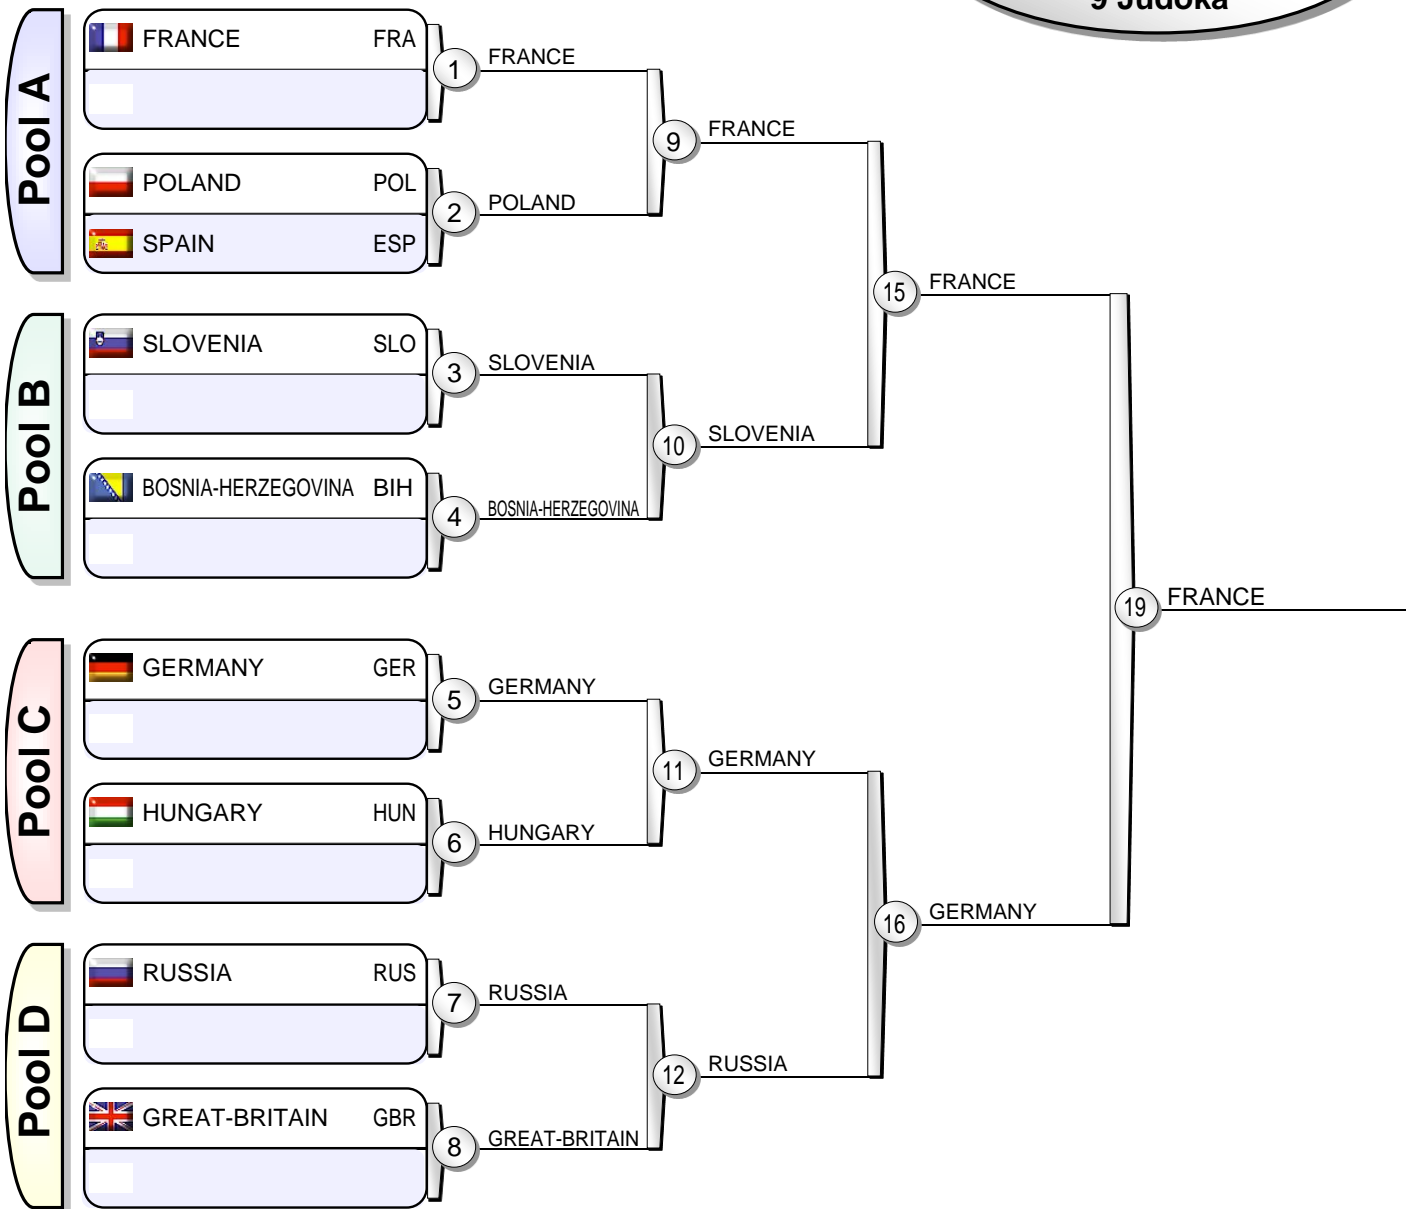 9 Judoka
Pool A
FRANCE FRA
1
FRANCE
POLAND POL
SPAIN ESP
2
POLAND
9
FRANCE
Pool B
SLOVENIA SLO
3
SLOVENIA
BOSNIA-HERZEGOVINA BIH
4
BOSNIA-HERZEGOVINA
10
SLOVENIA
15
FRANCE
Pool C
GERMANY GER
5
GERMANY
HUNGARY HUN
6
HUNGARY
11
GERMANY
Pool D
RUSSIA RUS
7
RUSSIA
GREAT-BRITAIN GBR
8
GREAT-BRITAIN
12
RUSSIA
16
GERMANY
19
FRANCE